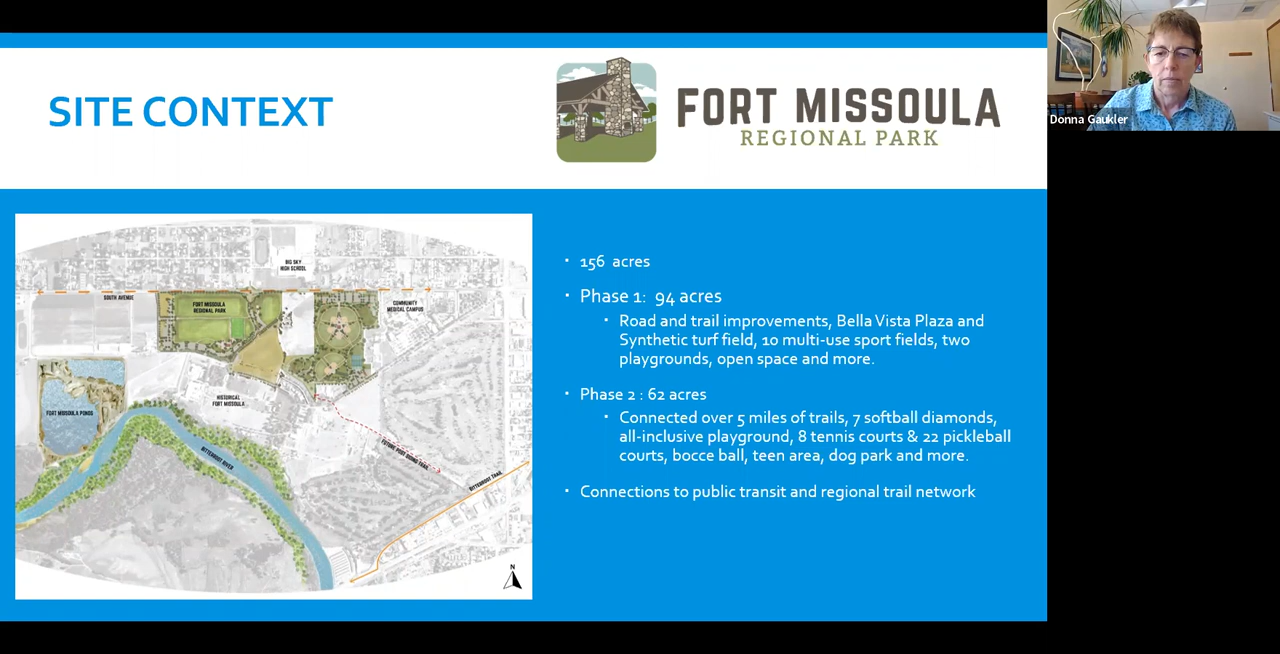 SITE CONTEXT
FORT MISSOULA
REGIONAL PARK
Donna Gaukler
BIG SKY
HIGH SCHOOL
SOUTH AVENUE
FORT MISSOULA
REGIONAL PARK
COMMUNITY
MEDICAL CAMPUS
HISTORICAL
FORT MISSOULA
FORT MISSOULA PONDS
BITTERROOT RIVER
FUTURE POST SIDING TRAIL
BITTERROOT TRAIL
N
· 156 acres
· Phase 1: 94 acres
· Road and trail improvements, Bella Vista Plaza and
Synthetic turf field, 10 multi-use sport fields, two
playgrounds, open space and more.
· Phase 2 : 62 acres
· Connected over 5 miles of trails, 7 softball diamonds,
all-inclusive playground, 8 tennis courts & 22 pickleball
courts, bocce ball, teen area, dog park and more.
· Connections to public transit and regional trail network